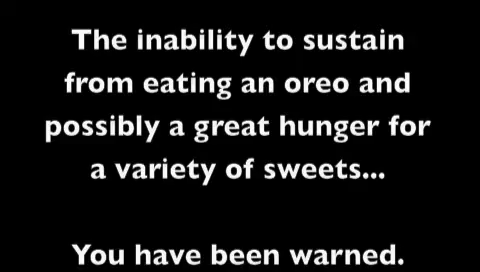 The inability to sustain
from eating an oreo and
possibly a great hunger for
a variety of sweets...
You have been warned.